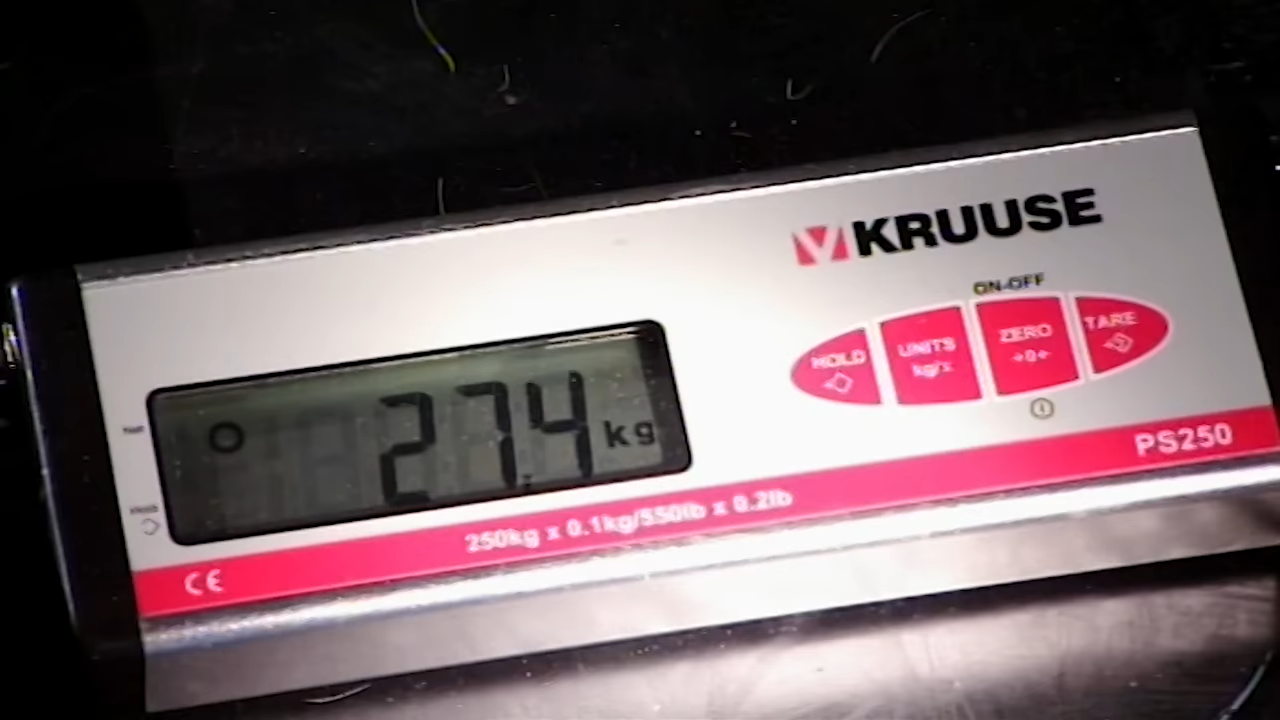 KRUUSE
ON-OFF
HOLD
UNITS
kg/
ZERO
→0←
TARE
27.4 kg
PS250
250kg x 0.1kg/550lb x 0.2lb
CE